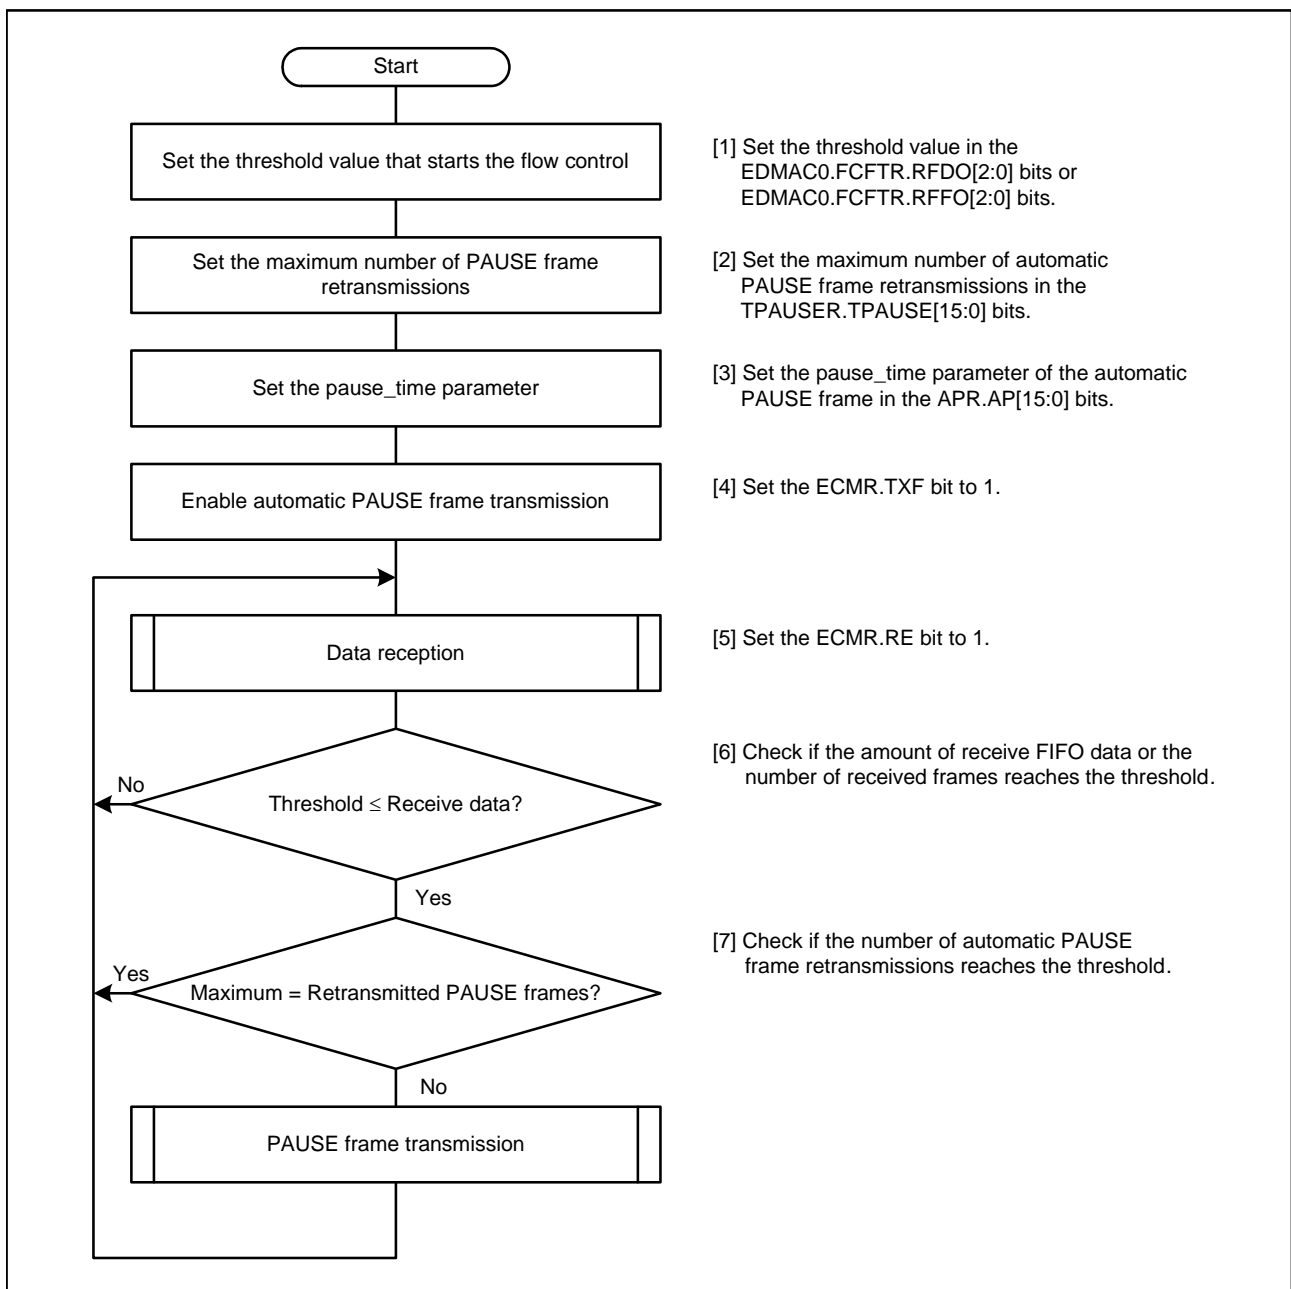 Start
Set the threshold value that starts the flow control
[1] Set the threshold value in the
EDMAC0.FCFTR.RFDO[2:0] bits or
EDMAC0.FCFTR.RFFO[2:0] bits.
Set the maximum number of PAUSE frame
retransmissions
[2] Set the maximum number of automatic
PAUSE frame retransmissions in the
TPAUSER.TPAUSE[15:0] bits.
Set the pause_time parameter
[3] Set the pause_time parameter of the automatic
PAUSE frame in the APR.AP[15:0] bits.
Enable automatic PAUSE frame transmission
[4] Set the ECMR.TXF bit to 1.
Data reception
[5] Set the ECMR.RE bit to 1.
No
Threshold ≤ Receive data?
[6] Check if the amount of receive FIFO data or the
number of received frames reaches the threshold.
Yes
Yes
Maximum = Retransmitted PAUSE frames?
[7] Check if the number of automatic PAUSE
frame retransmissions reaches the threshold.
No
PAUSE frame transmission